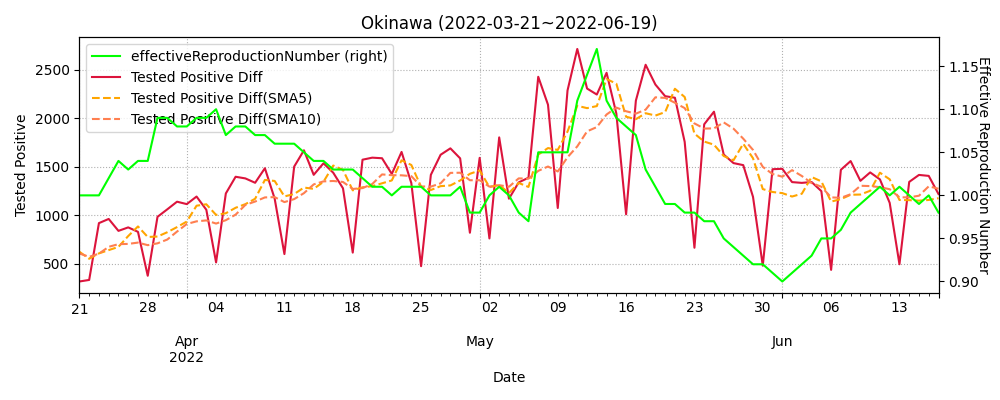 Okinawa (2022-03-21~2022-06-19)
effectiveReproductionNumber (right)
Tested Positive Diff
Tested Positive Diff(SMA5)
Tested Positive Diff(SMA10)
Tested Positive
2500
2000
1500
1000
500
1.15
1.10
1.05
1.00
0.95
0.90
Effective Reproduction Number
21 28 04 11 18 25 02 09 16 23 30 06 13
Apr May Jun
2022
Date